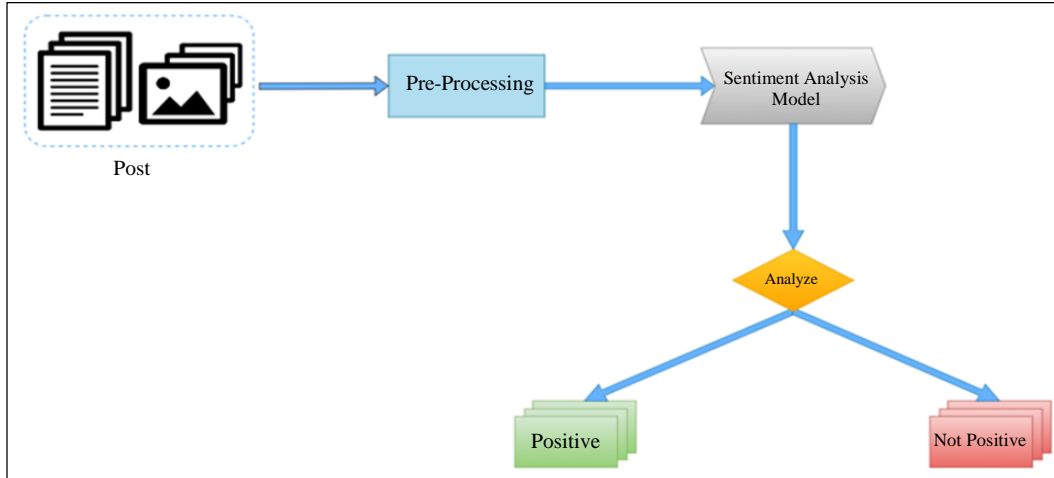 Post
Pre-Processing
Sentiment Analysis
Model
Analyze
Positive
Not Positive